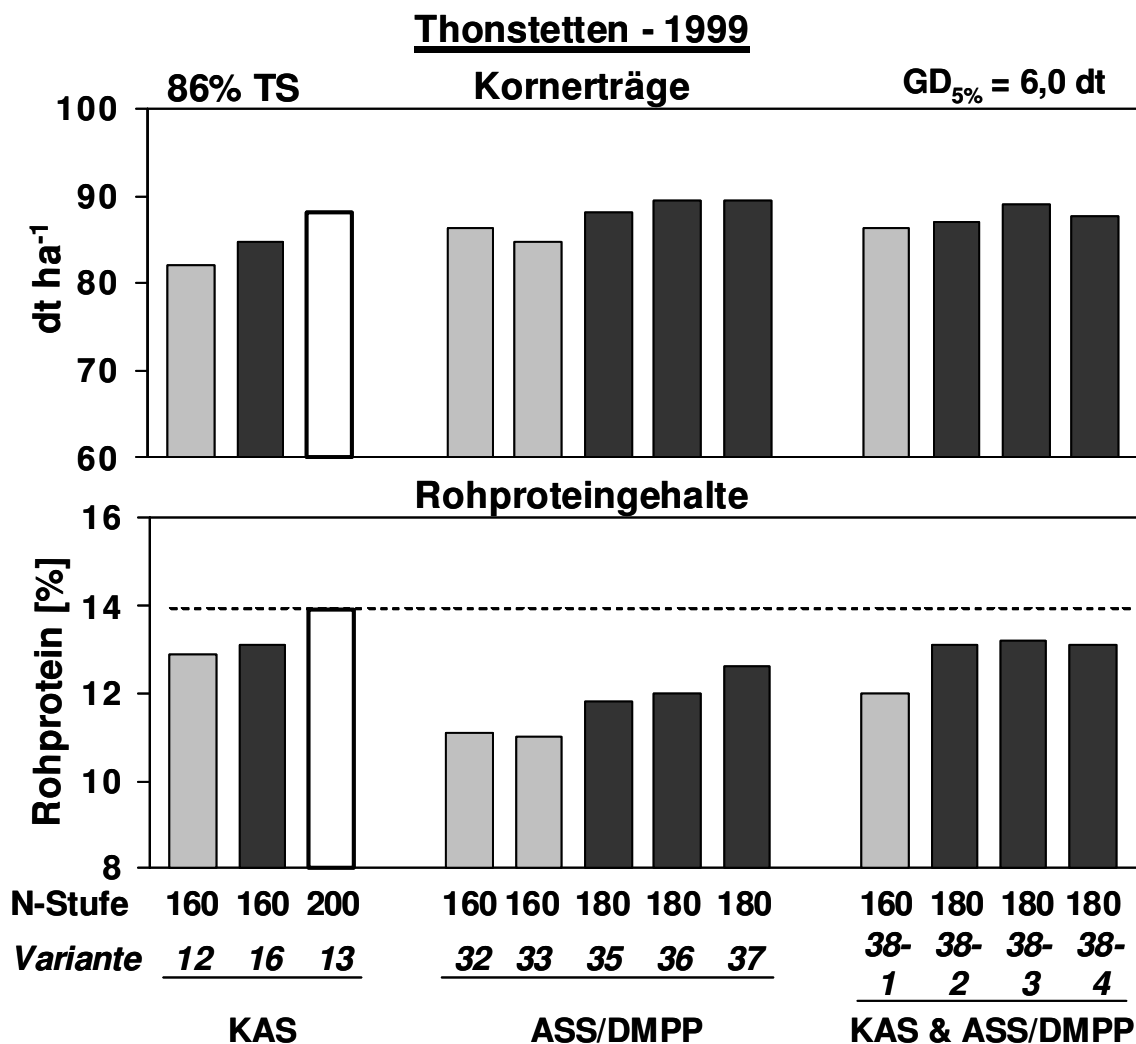 Thonstetten - 1999
86% TS Kornerträge GD5% = 6,0 dt
100
90
80
70
60
dt ha-1
Rohproteingehalte
16
14
12
10
8
Rohprotein [%]
N-Stufe 160 160 200 160 160 180 180 180 160 180 180 180
Variante 12 16 13 32 33 35 36 37 38-1 38-2 38-3 38-4
KAS ASS/DMPP KAS & ASS/DMPP